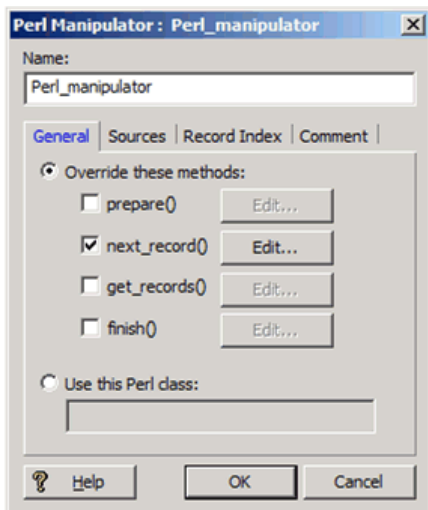 Perl Manipulator : Perl_manipulator
Name:
Perl_manipulator
General Sources Record Index Comment
Override these methods:
prepare() Edit...
next_record() Edit...
get_records() Edit...
finish() Edit...
Use this Perl class:
Help OK Cancel